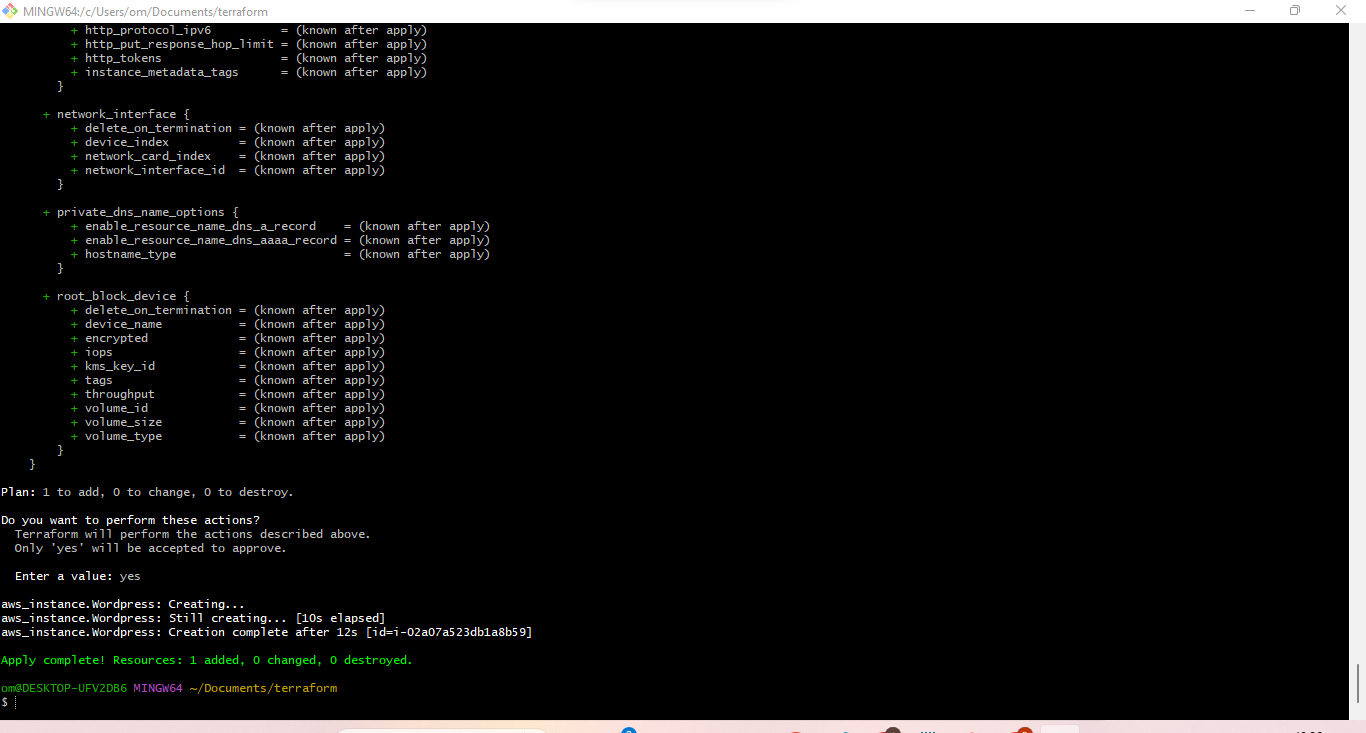 MINGW64:/c/Users/om/Documents/terraform
+ http_protocol_ipv6 = (known after apply)
+ http_put_response_hop_limit = (known after apply)
+ http_tokens = (known after apply)
+ instance_metadata_tags = (known after apply)
}
+ network_interface {
+ delete_on_termination = (known after apply)
+ device_index = (known after apply)
+ network_card_index = (known after apply)
+ network_interface_id = (known after apply)
}
+ private_dns_name_options {
+ enable_resource_name_dns_a_record = (known after apply)
+ enable_resource_name_dns_aaaa_record = (known after apply)
+ hostname_type = (known after apply)
}
+ root_block_device {
+ delete_on_termination = (known after apply)
+ device_name = (known after apply)
+ encrypted = (known after apply)
+ iops = (known after apply)
+ kms_key_id = (known after apply)
+ tags = (known after apply)
+ throughput = (known after apply)
+ volume_id = (known after apply)
+ volume_size = (known after apply)
+ volume_type = (known after apply)
}
}
Plan: 1 to add, 0 to change, 0 to destroy.
Do you want to perform these actions?
Terraform will perform the actions described above.
Only 'yes' will be accepted to approve.
Enter a value: yes
aws_instance.Wordpress: Creating...
aws_instance.Wordpress: Still creating... [10s elapsed]
aws_instance.Wordpress: Creation complete after 12s [id=i-02a07a523db1a8b59]
Apply complete! Resources: 1 added, 0 changed, 0 destroyed.
om@DESKTOP-UFV2DB6 MINGW64 ~/Documents/terraform
$